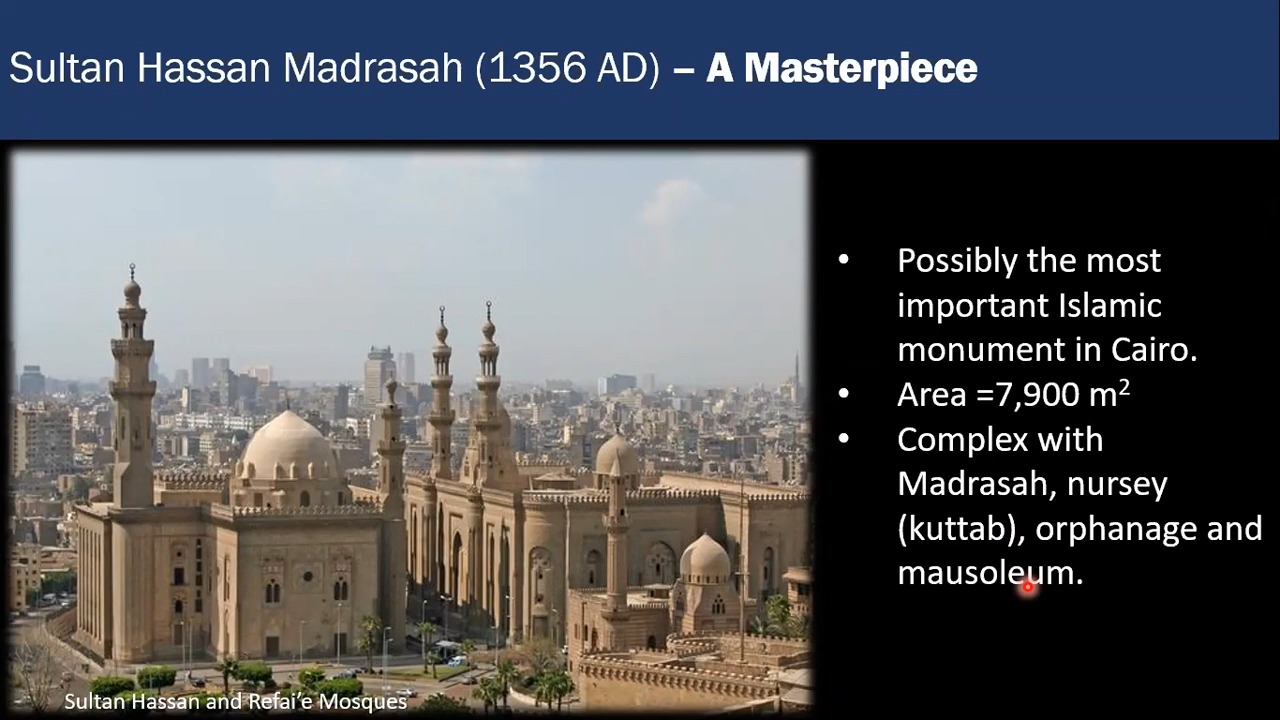 Sultan Hassan Madrasah (1356 AD) – A Masterpiece
• Possibly the most
important Islamic
monument in Cairo.
• Area =7,900 m²
• Complex with
Madrasah, nursey
(kuttab), orphanage and
mausoleum.
Sultan Hassan and Refai’e Mosques